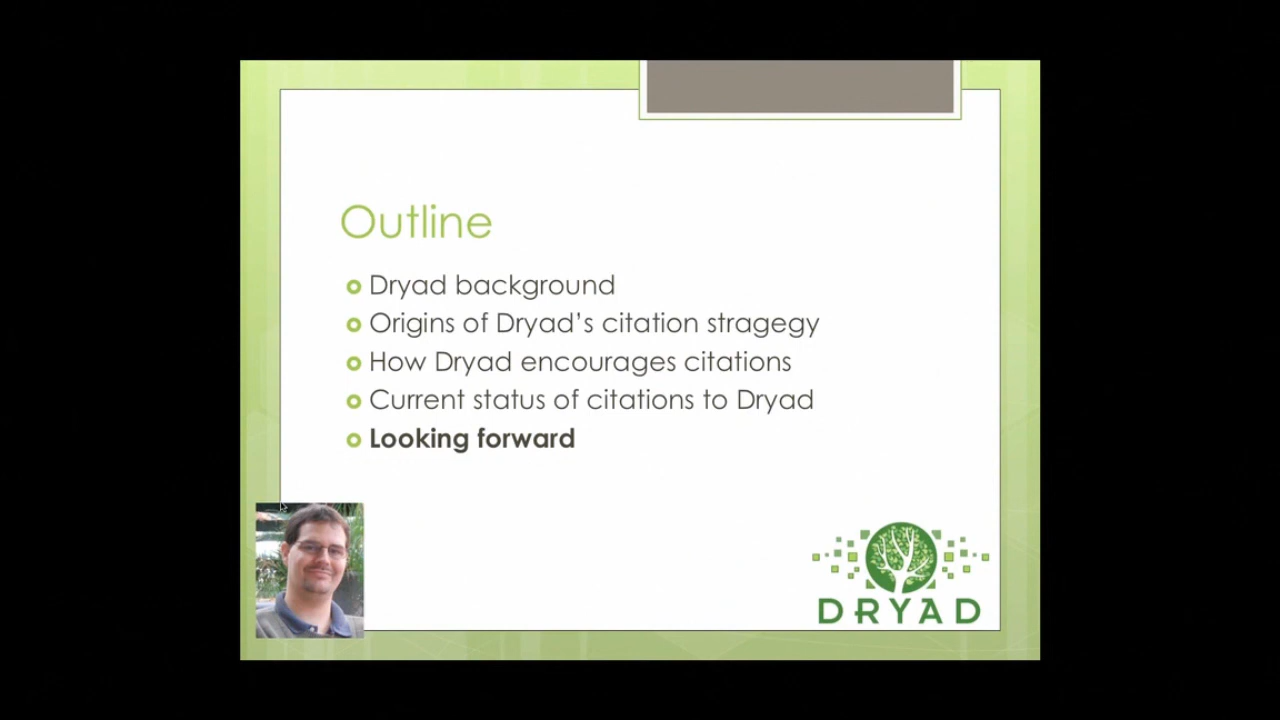 Outline
Dryad background
Origins of Dryad's citation stragegy
How Dryad encourages citations
Current status of citations to Dryad
Looking forward
DRYAD